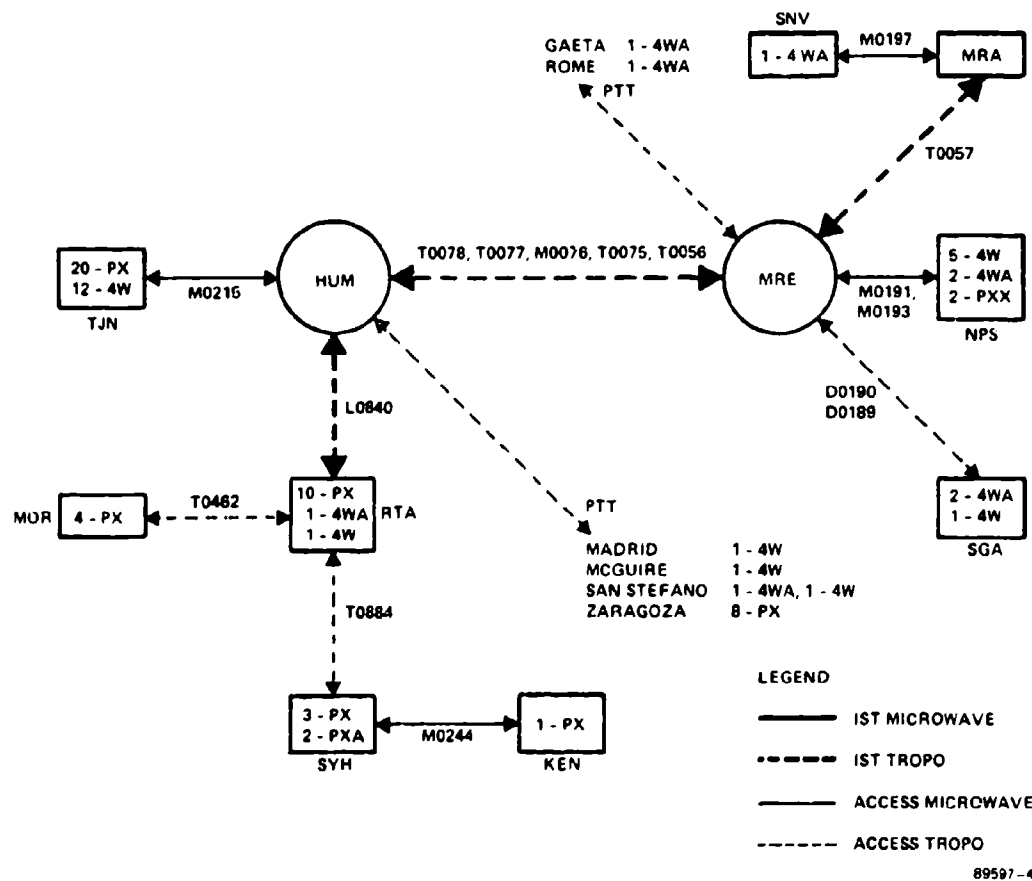 SNV
GAETA 1 - 4WA
ROME 1 - 4WA
PTT
1 - 4 WA
M0197
MRA
T0057
T0078, T0077, M0076, T0075, T0056
20 - PX
12 - 4W
TJN
M0215
HUM
MRE
M0191,
M0193
5 - 4W
2 - 4WA
2 - PXX
NPS
L0840
D0190
D0189
MOR
4 - PX
T0462
10 - PX
1 - 4WA
1 - 4W
RTA
PTT
MADRID 1 - 4W
MCGUIRE 1 - 4W
SAN STEFANO 1 - 4WA, 1 - 4W
ZARAGOZA 8 - PX
2 - 4WA
1 - 4W
SGA
T0884
3 - PX
2 - PXA
SYH
M0244
1 - PX
KEN
LEGEND
IST MICROWAVE
IST TROPO
ACCESS MICROWAVE
ACCESS TROPO
89597-4